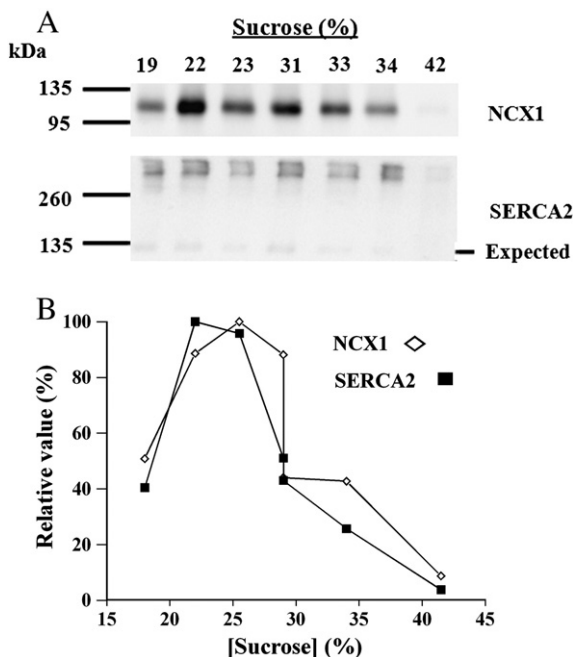 A
Sucrose (%)
kDa
19 22 23 31 33 34 42
135
95
NCX1
260
SERCA2
135
Expected
B
100
80
60
40
20
0
Relative value (%)
NCX1
SERCA2
15 20 25 30 35 40 45
[Sucrose] (%)